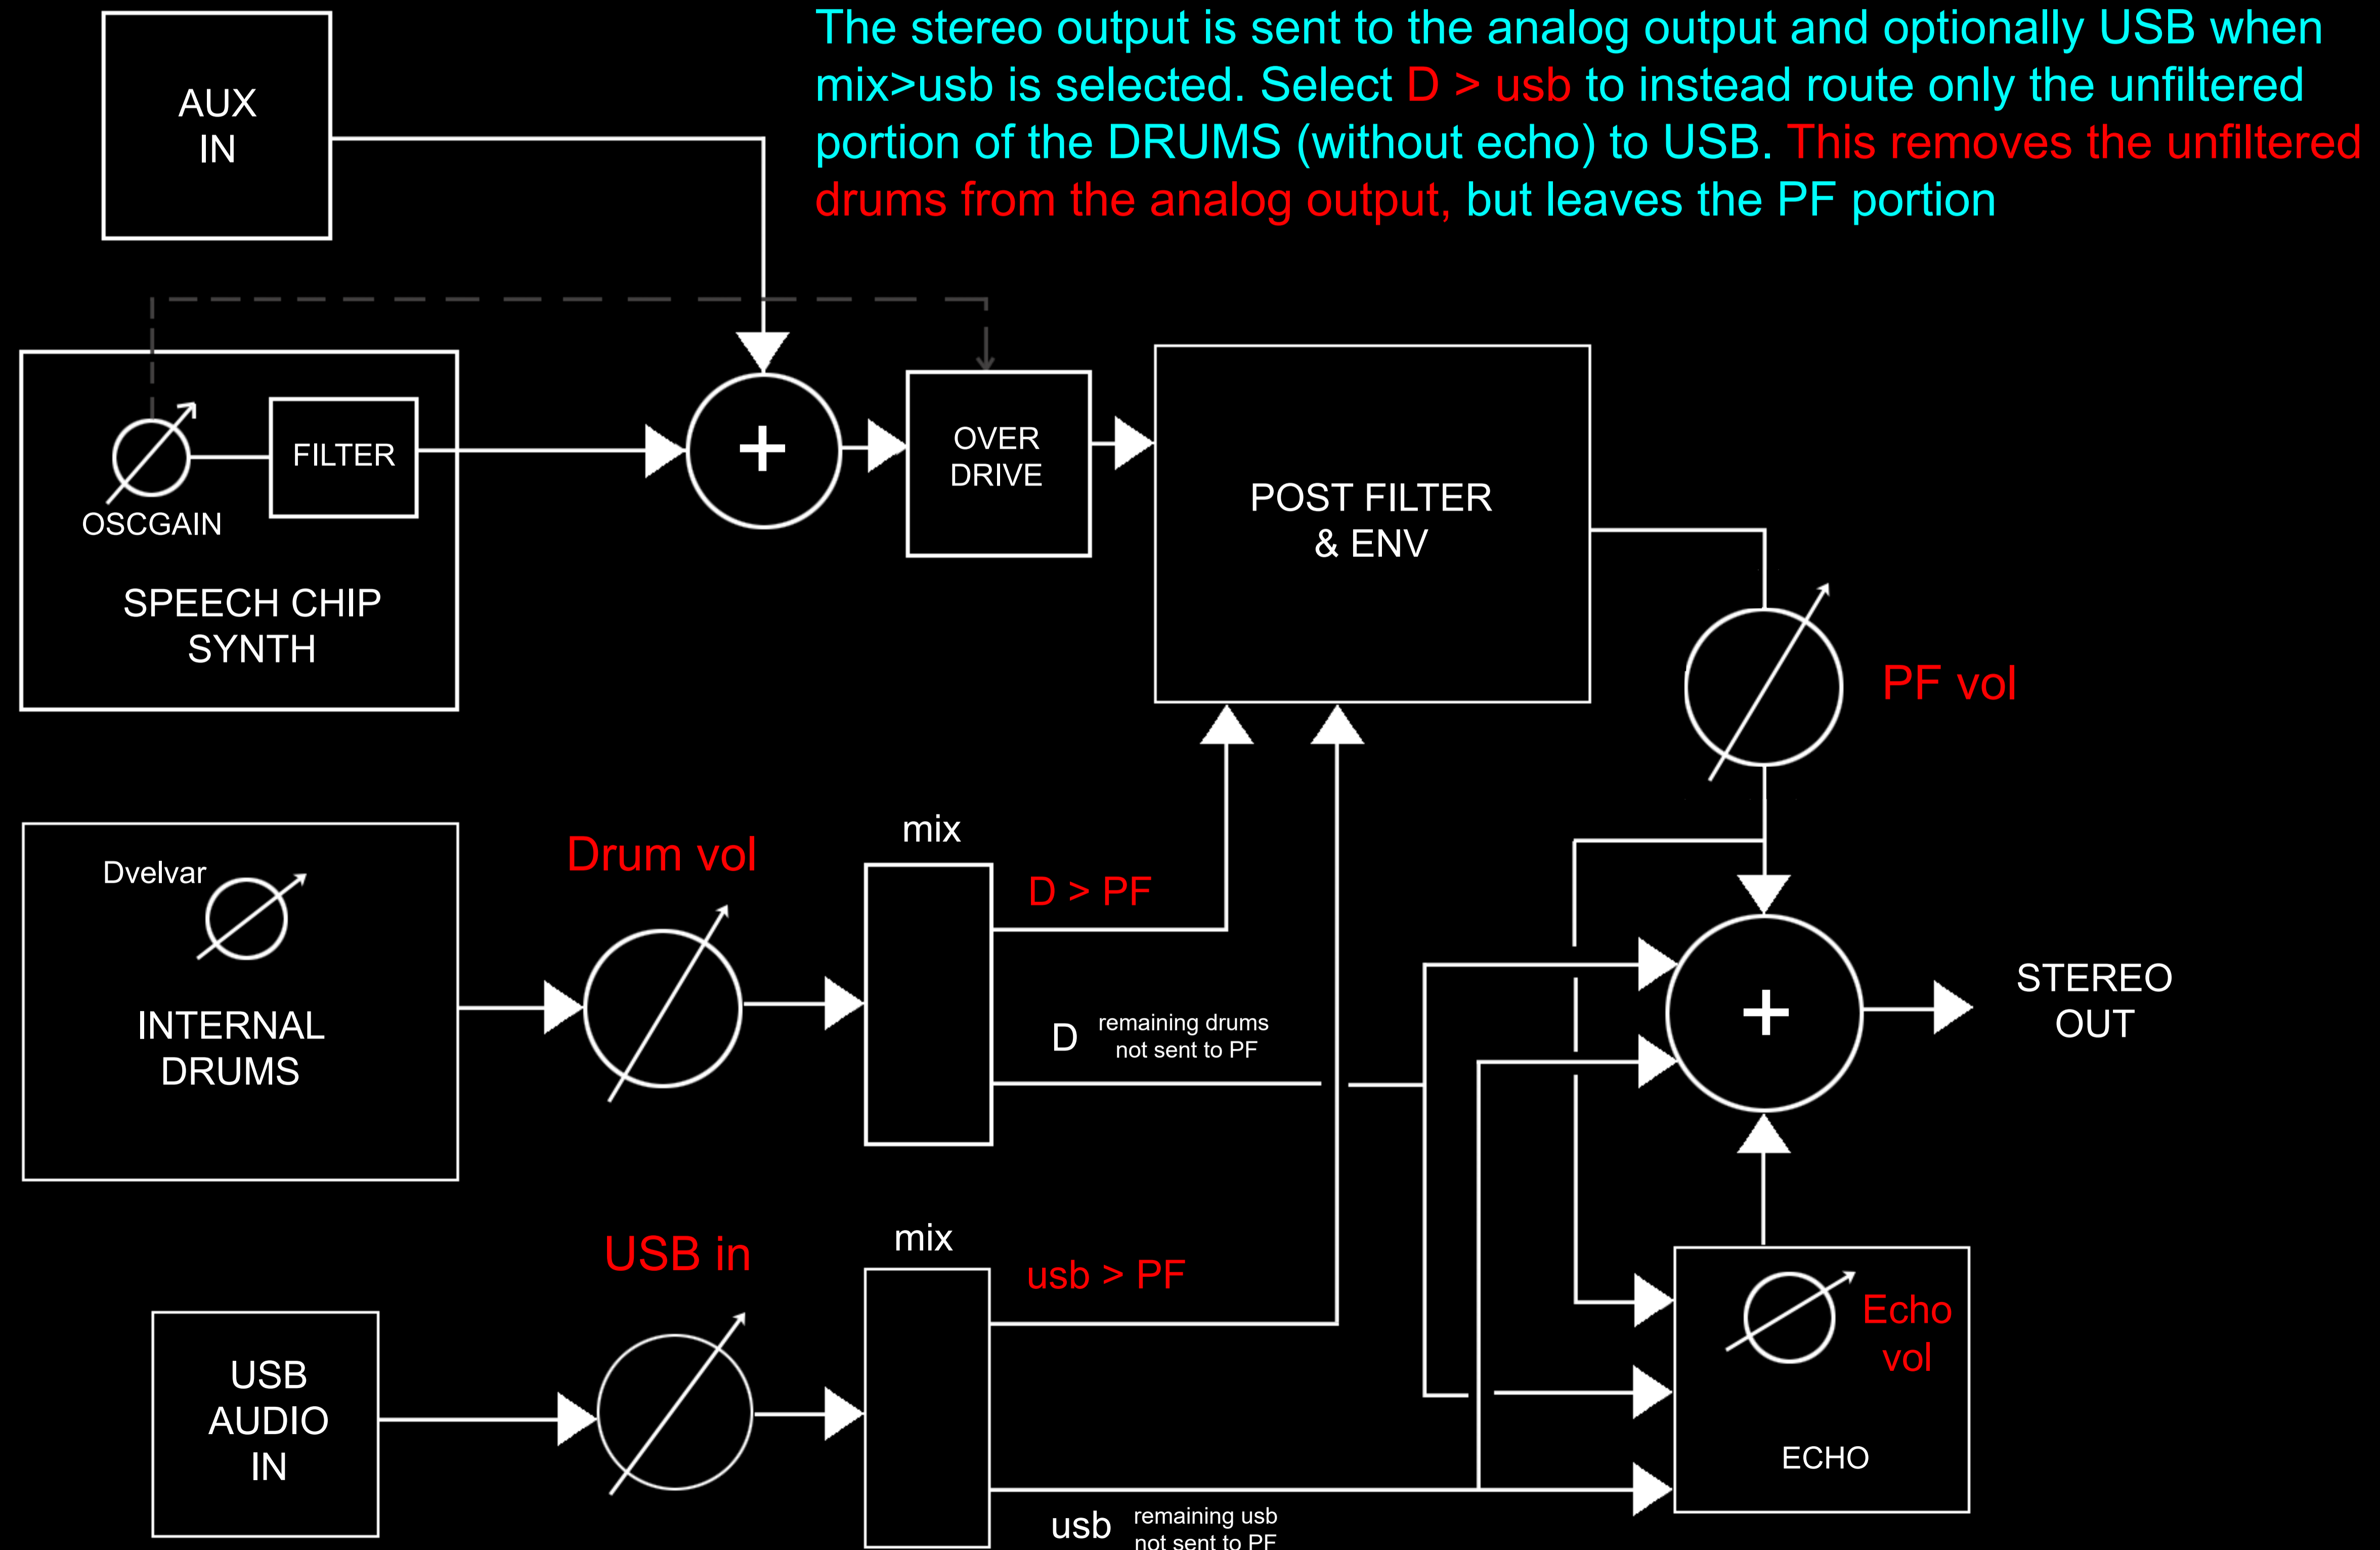 The stereo output is sent to the analog output and optionally USB when
mix>usb is selected. Select D > usb to instead route only the unfiltered
portion of the DRUMS (without echo) to USB. This removes the unfiltered
drums from the analog output, but leaves the PF portion
AUX
IN
OSCGAIN
FILTER
SPEECH CHIP
SYNTH
+
OVER
DRIVE
POST FILTER
& ENV
PF vol
Dvelvar
INTERNAL
DRUMS
Drum vol
mix
D > PF
D
remaining drums
not sent to PF
+
STEREO
OUT
USB
AUDIO
IN
USB in
mix
usb > PF
usb
remaining usb
not sent to PF
Echo
vol
ECHO